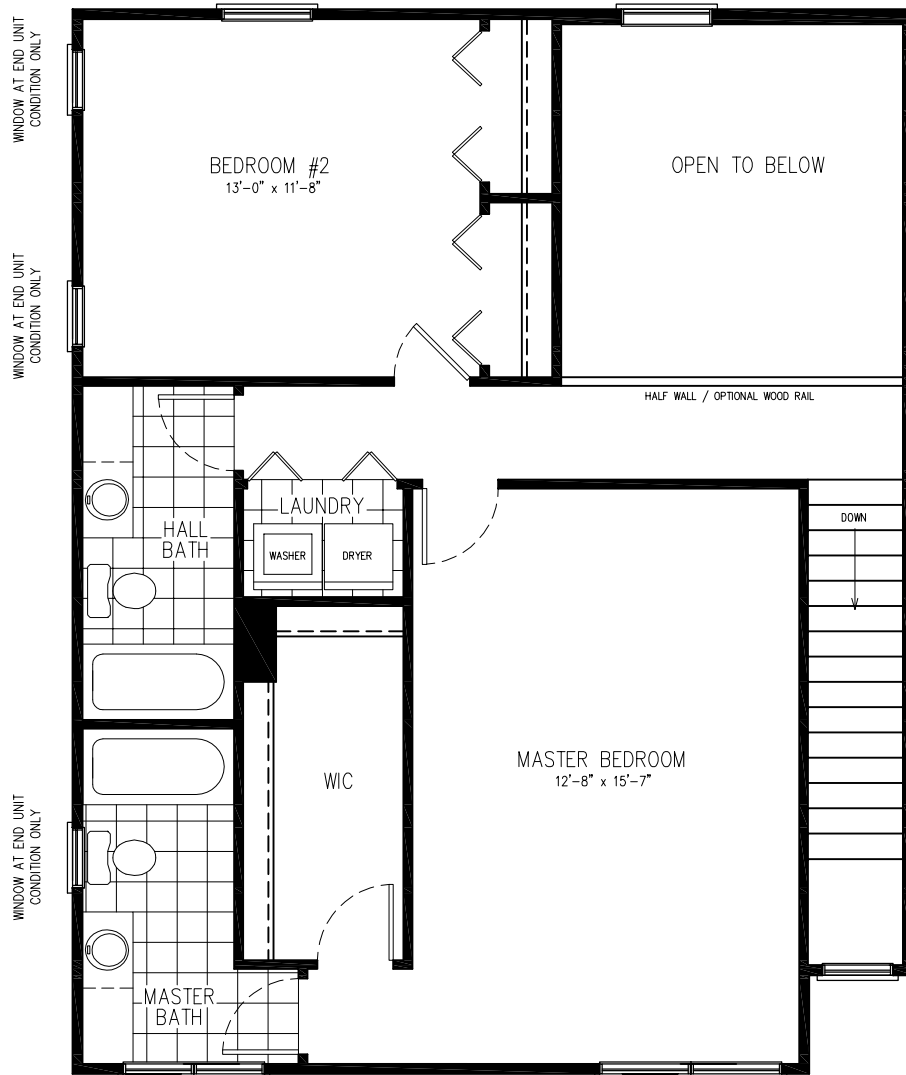 WINDOW AT END UNIT
CONDITION ONLY
BEDROOM #2
13'-0" x 11'-8"
OPEN TO BELOW
WINDOW AT END UNIT
CONDITION ONLY
HALF WALL / OPTIONAL WOOD RAIL
LAUNDRY
HALL
BATH
WASHER
DRYER
DOWN
MASTER BEDROOM
12'-8" x 15'-7"
WIC
WINDOW AT END UNIT
CONDITION ONLY
MASTER
BATH